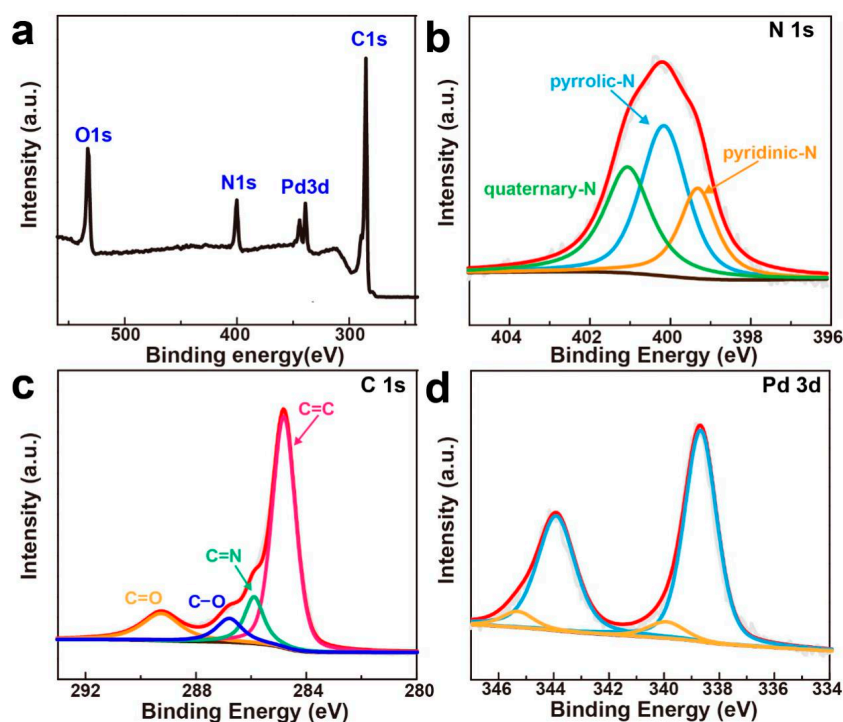 a
C1s
O1s
N1s
Pd3d
Intensity (a.u.)
500
400
300
Binding energy(eV)
b
N 1s
pyrrolic-N
pyridinic-N
quaternary-N
Intensity (a.u.)
404
402
400
398
396
Binding Energy (eV)
c
C 1s
C=C
C=N
C=O
C−O
Intensity (a.u.)
292
288
284
280
Binding Energy (eV)
d
Pd 3d
Intensity (a.u.)
346
344
342
340
338
336
334
Binding Energy (eV)